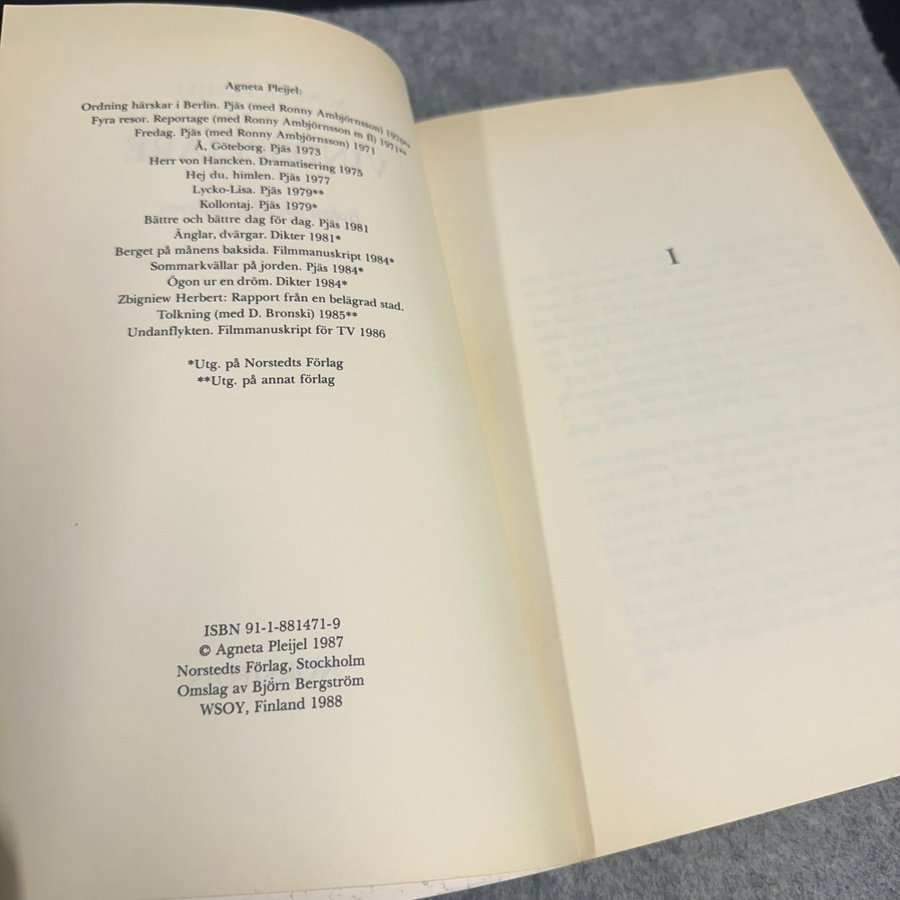 Agneta Pleijel:
Ordning härskar i Berlin. Pjäs (med Ronny Ambjörnsson) 1970**
Fyra resor. Reportage (med Ronny Ambjörnsson m fl) 1971**
Fredag. Pjäs (med Ronny Ambjörnsson) 1971
Å, Göteborg. Pjäs 1973
Herr von Hancken. Dramatisering 1975
Hej du, himlen. Pjäs 1977
Lycko-Lisa. Pjäs 1979**
Kollontaj. Pjäs 1979*
Bättre och bättre dag för dag. Pjäs 1981
Änglar, dvärgar. Dikter 1981*
Berget på månens baksida. Filmmanuskript 1984*
Sommarkvällar på jorden. Pjäs 1984*
Ögon ur en dröm. Dikter 1984*
Zbigniew Herbert: Rapport från en belägrad stad.
Tolkning (med D. Bronski) 1985**
Undanflykten. Filmmanuskript för TV 1986
*Utg. på Norstedts Förlag
**Utg. på annat förlag
ISBN 91-1-881471-9
© Agneta Pleijel 1987
Norstedts Förlag, Stockholm
Omslag av Björn Bergström
WSOY, Finland 1988
I